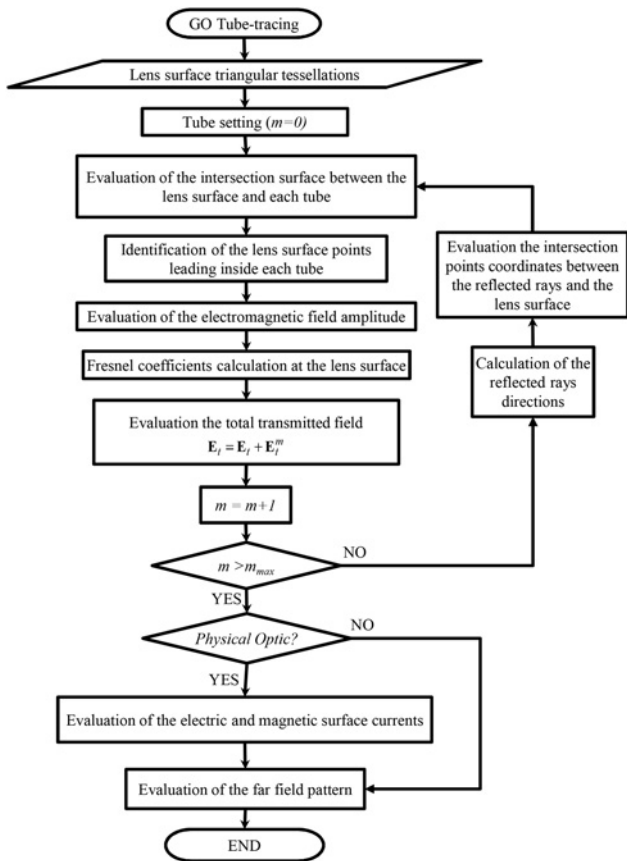 GO Tube-tracing
Lens surface triangular tessellations
Tube setting (m=0)
Evaluation of the intersection surface between the
lens surface and each tube
Identification of the lens surface points
leading inside each tube
Evaluation of the electromagnetic field amplitude
Fresnel coefficients calculation at the lens surface
Evaluation the total transmitted field
E_t = E_t + E_t^m
m = m+1
m >m_max
NO
YES
Physical Optic?
NO
YES
Evaluation of the electric and magnetic surface currents
Evaluation of the far field pattern
END
Evaluation the intersection
points coordinates between
the reflected rays and the
lens surface
Calculation of the
reflected rays
directions